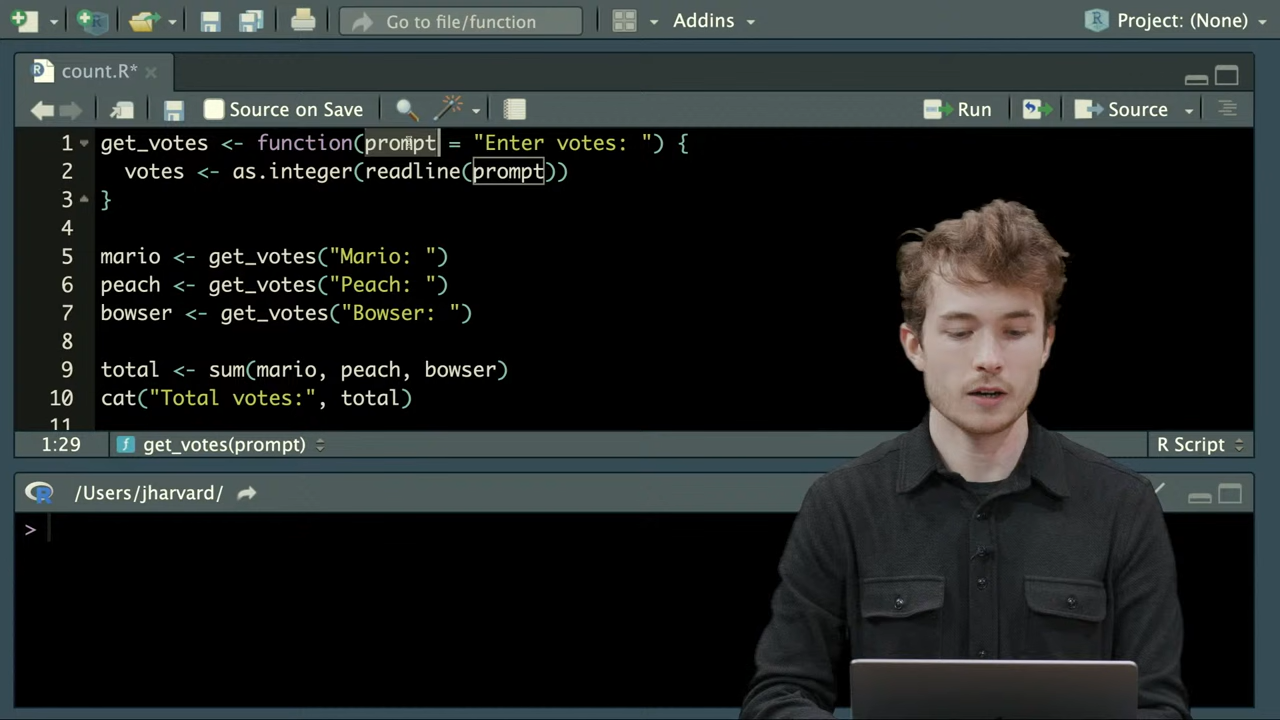 Go to file/function
Addins
Project: (None)
count.R*
Source on Save
Run
Source
1 get_votes <- function(prompt = "Enter votes: ") {
2   votes <- as.integer(readline(prompt))
3 }
4
5 mario <- get_votes("Mario: ")
6 peach <- get_votes("Peach: ")
7 bowser <- get_votes("Bowser: ")
8
9 total <- sum(mario, peach, bowser)
10 cat("Total votes:", total)
11
1:29
get_votes(prompt)
R Script
/Users/jharvard/
>